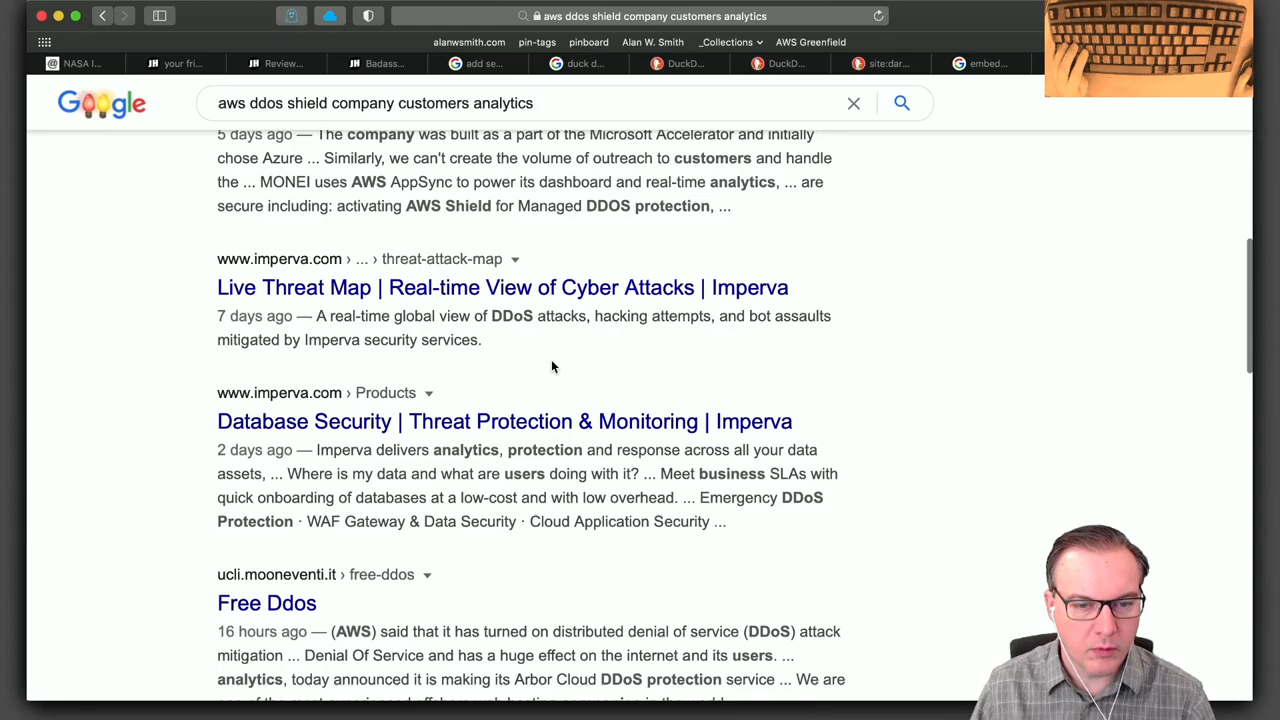 aws ddos shield company customers analytics
alanwsmith.com pin-tags pinboard Alan W. Smith _Collections AWS Greenfield
NASA I... your fri... Review... Badass... add se... duck d... DuckD... DuckD... site:dar... embed...
Google aws ddos shield company customers analytics
5 days ago — The company was built as a part of the Microsoft Accelerator and initially
chose Azure ... Similarly, we can't create the volume of outreach to customers and handle
the ... MONEI uses AWS AppSync to power its dashboard and real-time analytics, ... are
secure including: activating AWS Shield for Managed DDOS protection, ...
www.imperva.com › ... › threat-attack-map
Live Threat Map | Real-time View of Cyber Attacks | Imperva
7 days ago — A real-time global view of DDoS attacks, hacking attempts, and bot assaults
mitigated by Imperva security services.
www.imperva.com › Products
Database Security | Threat Protection & Monitoring | Imperva
2 days ago — Imperva delivers analytics, protection and response across all your data
assets, ... Where is my data and what are users doing with it? ... Meet business SLAs with
quick onboarding of databases at a low-cost and with low overhead. ... Emergency DDoS
Protection · WAF Gateway & Data Security · Cloud Application Security ...
ucli.mooneventi.it › free-ddos
Free Ddos
16 hours ago — (AWS) said that it has turned on distributed denial of service (DDoS) attack
mitigation ... Denial Of Service and has a huge effect on the internet and its users. ...
analytics, today announced it is making its Arbor Cloud DDoS protection service ... We are